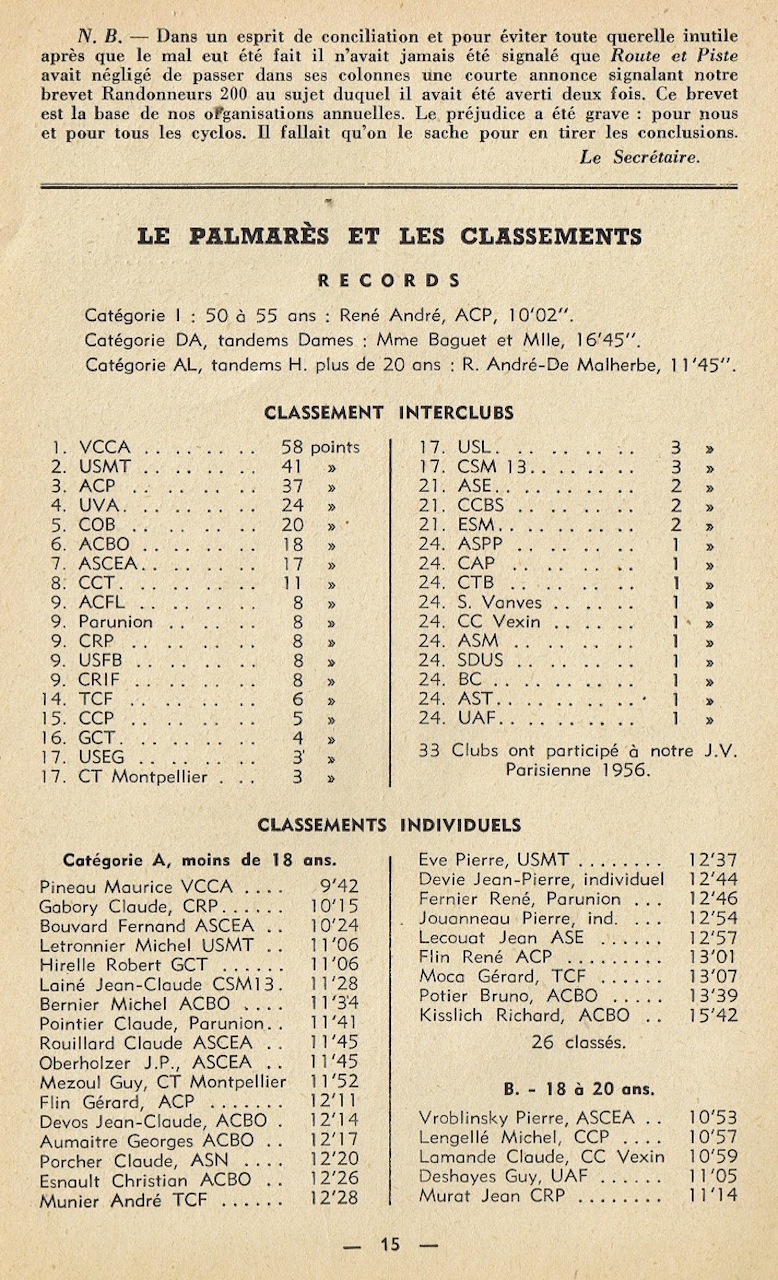 N. B. — Dans un esprit de conciliation et pour éviter toute querelle inutile
après que le mal eut été fait il n'avait jamais été signalé que Route et Piste
avait négligé de passer dans ses colonnes une courte annonce signalant notre
brevet Randonneurs 200 au sujet duquel il avait été averti deux fois. Ce brevet
est la base de nos organisations annuelles. Le préjudice a été grave : pour nous
et pour tous les cyclos. Il fallait qu'on le sache pour en tirer les conclusions.
Le Secrétaire.
LE PALMARÈS ET LES CLASSEMENTS
RECORDS
Catégorie I : 50 à 55 ans : René André, ACP, 10'02".
Catégorie DA, tandems Dames : Mme Baguet et Mlle, 16'45".
Catégorie AL, tandems H. plus de 20 ans : R. André-De Malherbe, 11'45".
CLASSEMENT INTERCLUBS
1. VCCA .. .. .. .. 58 points
2. USMT .. .. .. .. 41 »
3. ACP .. .. .. .. 37 »
4. UVA. .. .. .. .. 24 »
5. COB .. .. .. .. 20 »
6. ACBO .. .. .. .. 18 »
7. ASCEA.. .. .. .. 17 »
8. CCT. .. .. .. .. 11 »
9. ACFL .. .. .. .. 8 »
9. Parunion .. .. .. 8 »
9. CRP .. .. .. .. 8 »
9. USFB .. .. .. .. 8 »
9. CRIF .. .. .. .. 8 »
14. TCF .. .. .. .. 6 »
15. CCP .. .. .. .. 5 »
16. GCT. .. .. .. .. 4 »
17. USEG .. .. .. .. 3 »
17. CT Montpellier . .. 3 »
17. USL. .. .. .. .. 3 »
17. CSM 13.. .. .. .. 3 »
21. ASE.. .. .. .. .. 2 »
21. CCBS .. .. .. .. 2 »
21. ESM.. .. .. .. .. 2 »
24. ASPP .. .. .. .. 1 »
24. CAP .. .. .. .. 1 »
24. CTB .. .. .. .. 1 »
24. S. Vanves .. .. .. 1 »
24. CC Vexin .. .. .. 1 »
24. ASM .. .. .. .. 1 »
24. SDUS .. .. .. .. 1 »
24. BC .. .. .. .. 1 »
24. AST.. .. .. .. .. 1 »
24. UAF.. .. .. .. .. 1 »
33 Clubs ont participé à notre J.V.
Parisienne 1956.
CLASSEMENTS INDIVIDUELS
Catégorie A, moins de 18 ans.
Pineau Maurice VCCA .... 9'42
Gabory Claude, CRP...... 10'15
Bouvard Fernand ASCEA .. 10'24
Letronnier Michel USMT .. 11'06
Hirelle Robert GCT ...... 11'06
Lainé Jean-Claude CSM13. 11'28
Bernier Michel ACBO .... 11'34
Pointier Claude, Parunion.. 11'41
Rouillard Claude ASCEA .. 11'45
Oberholzer J.P., ASCEA .. 11'45
Mezoul Guy, CT Montpellier 11'52
Flin Gérard, ACP ....... 12'11
Devos Jean-Claude, ACBO . 12'14
Aumaitre Georges ACBO .. 12'17
Porcher Claude, ASN .... 12'20
Esnault Christian ACBO .. 12'26
Munier André TCF ...... 12'28
Eve Pierre, USMT ........ 12'37
Devie Jean-Pierre, individuel 12'44
Fernier René, Parunion ... 12'46
Jouanneau Pierre, ind. ... 12'54
Lecouat Jean ASE ...... 12'57
Flin René ACP ......... 13'01
Moca Gérard, TCF ...... 13'07
Potier Bruno, ACBO ..... 13'39
Kisslich Richard, ACBO .. 15'42
26 classés.
B. - 18 à 20 ans.
Vroblinsky Pierre, ASCEA .. 10'53
Lengellé Michel, CCP .... 10'57
Lamande Claude, CC Vexin 10'59
Deshayes Guy, UAF ...... 11'05
Murat Jean CRP ........ 11'14
— 15 —